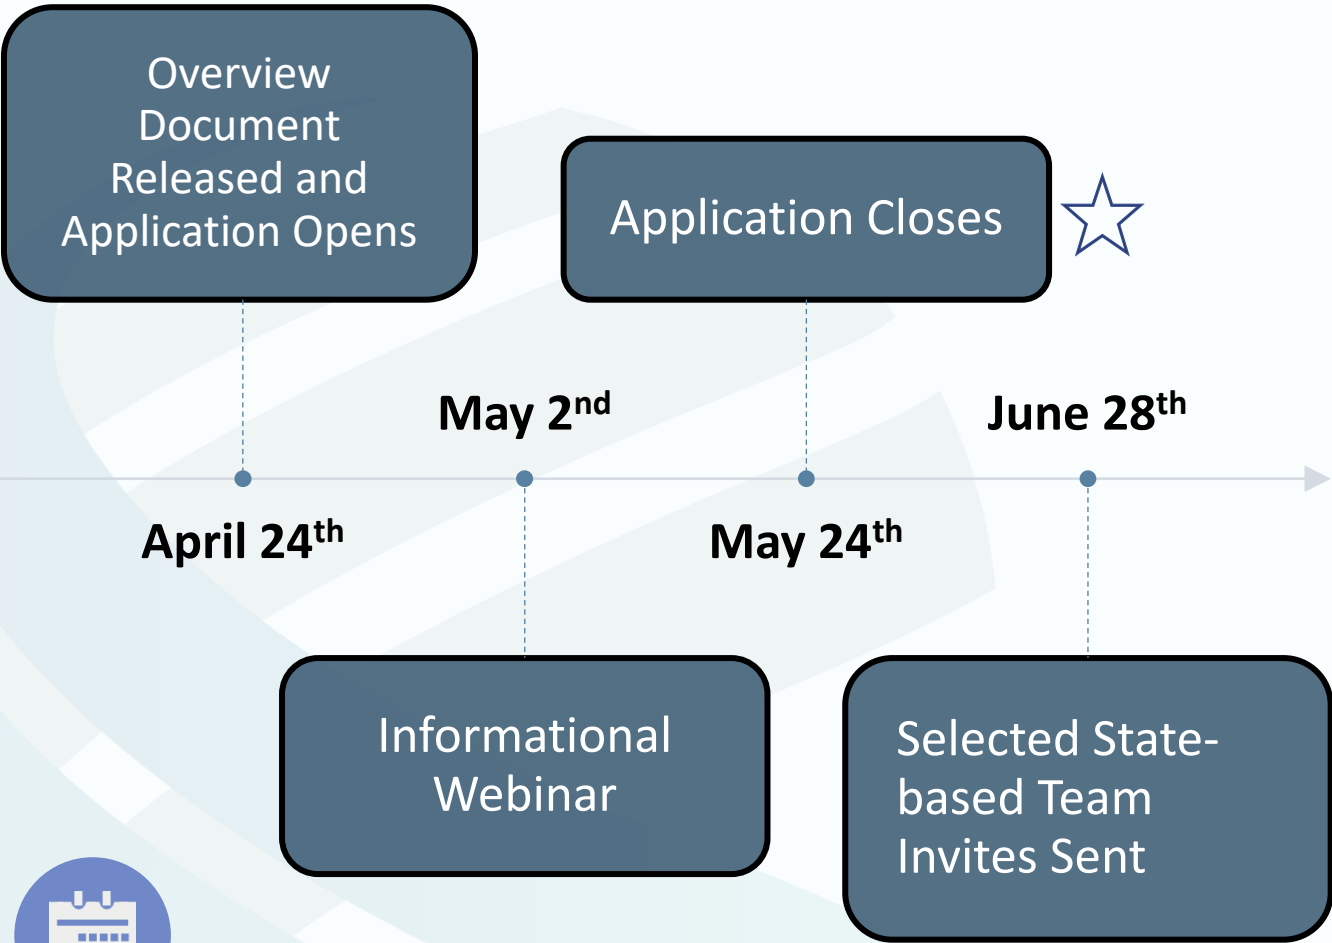 Overview
Document
Released and
Application Opens
Application Closes
May 2nd
June 28th
April 24th
May 24th
Informational
Webinar
Selected State-
based Team
Invites Sent